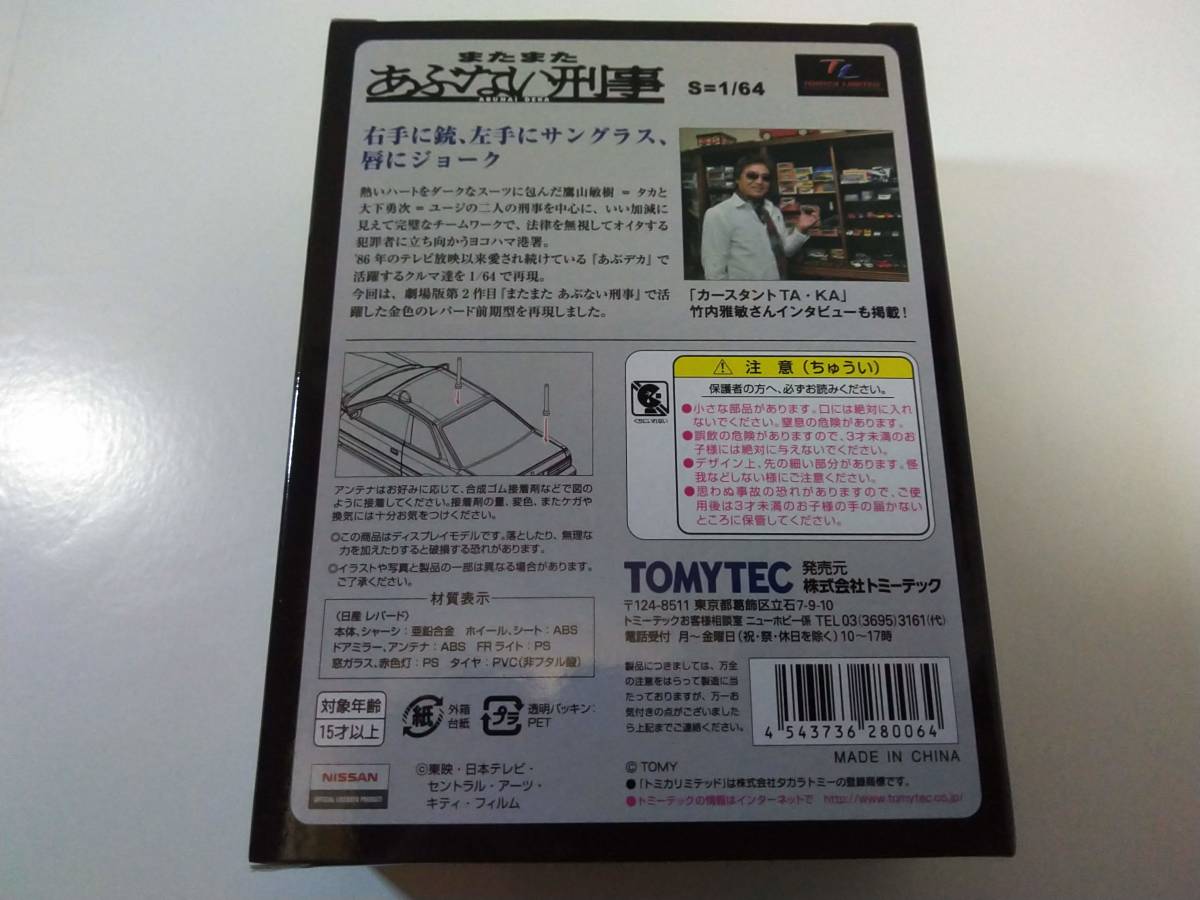 またまた
あぶない刑事
ABUNAI DEKA
S=1/64
TL
TOMICA LIMITED
右手に銃、左手にサングラス、
唇にジョーク
熱いハートをダークなスーツに包んだ鷹山敏樹 = タカと
大下勇次 = ユージの二人の刑事を中心に、いい加減に
見えて完璧なチームワークで、法律を無視してオイタする
犯罪者に立ち向かうヨコハマ港署。
'86年のテレビ放映以来愛され続けている『あぶデカ』で
活躍するクルマ達を1/64で再現。
今回は、劇場版第2作目『またまた あぶない刑事』で活
躍した金色のレパード前期型を再現しました。
「カースタントTA・KA」
竹内雅敏さんインタビューも掲載!
アンテナはお好みに応じて、合成ゴム接着剤などで図の
ように接着してください。接着剤の量、変色、またケガや
換気には十分お気をつけください。
◎この商品はディスプレイモデルです。落としたり、無理な
力を加えたりすると破損する恐れがあります。
◎イラストや写真と製品の一部は異なる場合があります。
ご了承ください。
材質表示
〈日産 レパード〉
本体、シャーシ:亜鉛合金 ホイール、シート:ABS
ドアミラー、アンテナ:ABS FRライト:PS
窓ガラス、赤色灯:PS タイヤ:PVC(非フタル酸)
対象年齢
15才以上
紙
外箱
台紙
プラ
透明パッキン:
PET
NISSAN
OFFICIAL LICENSED PRODUCT
©東映・日本テレビ・
セントラル・アーツ・
キティ・フィルム
くちにいれない
⚠ 注意(ちゅうい)
保護者の方へ、必ずお読みください。
●小さな部品があります。口には絶対に入れ
ないでください。窒息の危険があります。
●誤飲の危険がありますので、3才未満のお
子様には絶対に与えないでください。
●デザイン上、先の細い部分があります。怪
我などしない様にご注意ください。
●思わぬ事故の恐れがありますので、ご使
用後は3才未満のお子様の手の届かない
ところに保管してください。
TOMYTEC
発売元
株式会社トミーテック
〒124-8511 東京都葛飾区立石7-9-10
トミーテックお客様相談室 ニューホビー係 TEL 03(3695)3161(代)
電話受付 月~金曜日(祝・祭・休日を除く)10~17時
製品につきましては、万全
の注意をはらって製造に当
たっておりますが、万一お
気付きの点がございました
ら上記までご連絡ください。
4 543736 280064
MADE IN CHINA
© TOMY
●「トミカリミテッド」は株式会社タカラトミーの登録商標です。
●トミーテックの情報はインターネットで http://www.tomytec.co.jp/